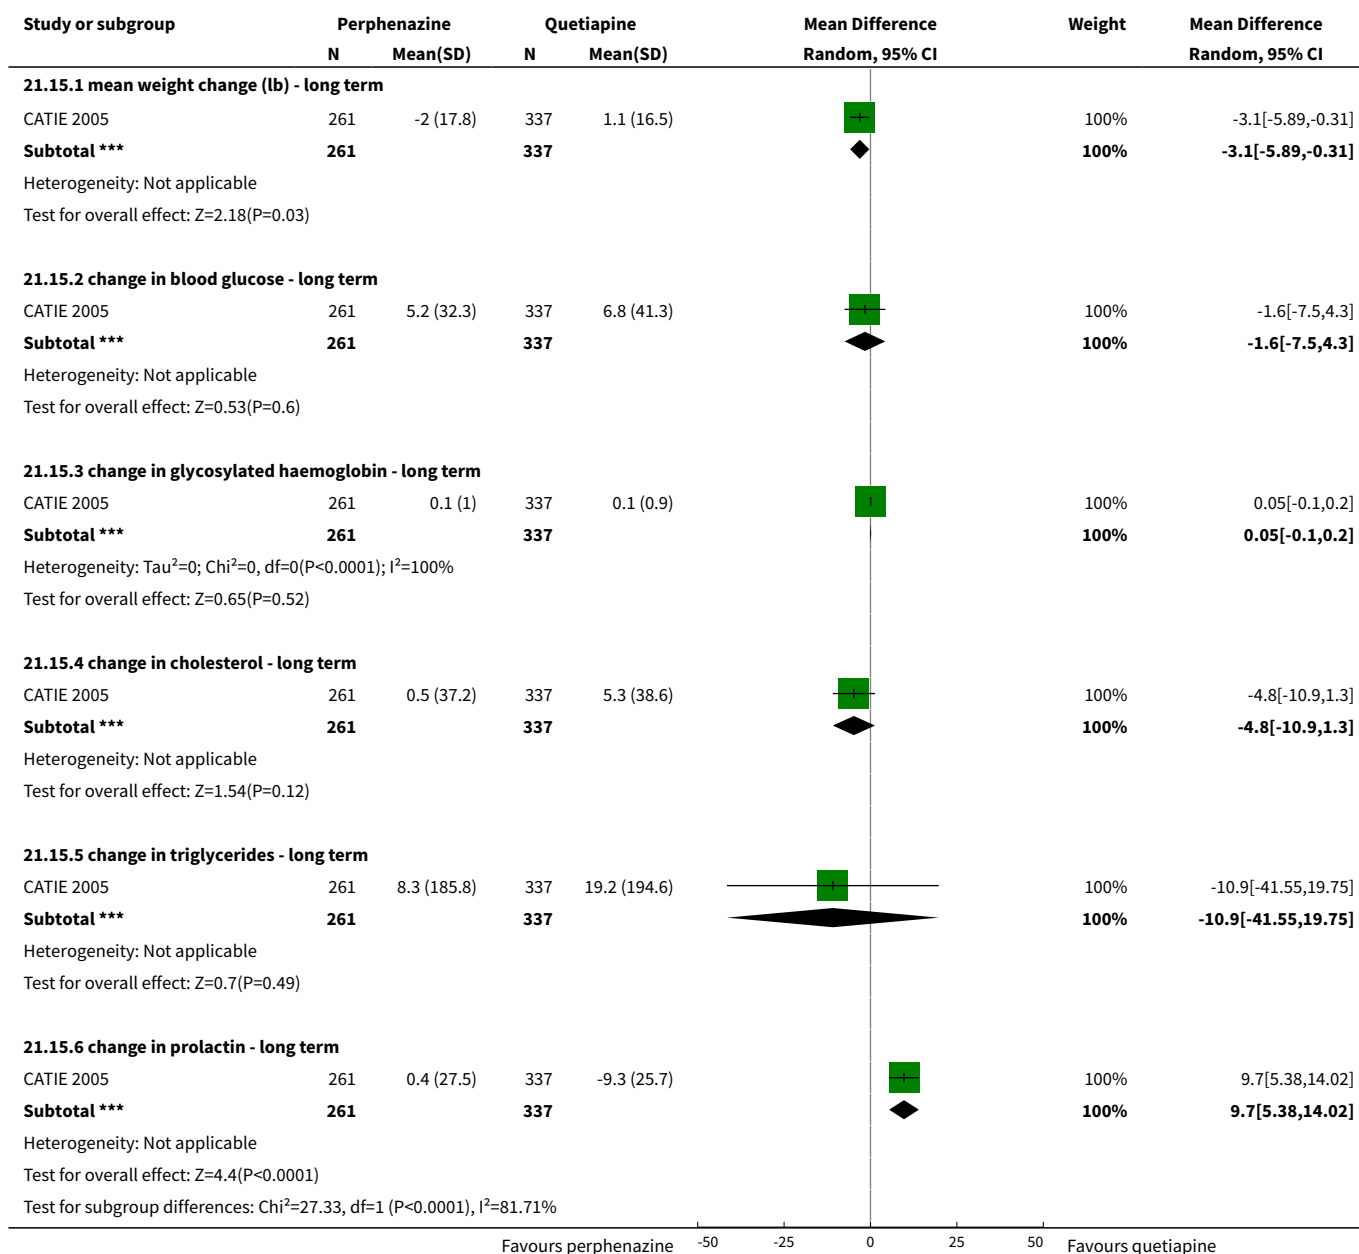 Study or subgroup Perphenazine Quetiapine Mean Difference Weight Mean Difference
N Mean(SD) N Mean(SD) Random, 95% CI Random, 95% CI
21.15.1 mean weight change (lb) - long term
CATIE 2005 261 -2 (17.8) 337 1.1 (16.5) 100% -3.1[-5.89,-0.31]
Subtotal *** 261 337 100% -3.1[-5.89,-0.31]
Heterogeneity: Not applicable
Test for overall effect: Z=2.18(P=0.03)
21.15.2 change in blood glucose - long term
CATIE 2005 261 5.2 (32.3) 337 6.8 (41.3) 100% -1.6[-7.5,4.3]
Subtotal *** 261 337 100% -1.6[-7.5,4.3]
Heterogeneity: Not applicable
Test for overall effect: Z=0.53(P=0.6)
21.15.3 change in glycosylated haemoglobin - long term
CATIE 2005 261 0.1 (1) 337 0.1 (0.9) 100% 0.05[-0.1,0.2]
Subtotal *** 261 337 100% 0.05[-0.1,0.2]
Heterogeneity: Tau²=0; Chi²=0, df=0(P<0.0001); I²=100%
Test for overall effect: Z=0.65(P=0.52)
21.15.4 change in cholesterol - long term
CATIE 2005 261 0.5 (37.2) 337 5.3 (38.6) 100% -4.8[-10.9,1.3]
Subtotal *** 261 337 100% -4.8[-10.9,1.3]
Heterogeneity: Not applicable
Test for overall effect: Z=1.54(P=0.12)
21.15.5 change in triglycerides - long term
CATIE 2005 261 8.3 (185.8) 337 19.2 (194.6) 100% -10.9[-41.55,19.75]
Subtotal *** 261 337 100% -10.9[-41.55,19.75]
Heterogeneity: Not applicable
Test for overall effect: Z=0.7(P=0.49)
21.15.6 change in prolactin - long term
CATIE 2005 261 0.4 (27.5) 337 -9.3 (25.7) 100% 9.7[5.38,14.02]
Subtotal *** 261 337 100% 9.7[5.38,14.02]
Heterogeneity: Not applicable
Test for overall effect: Z=4.4(P<0.0001)
Test for subgroup differences: Chi²=27.33, df=1 (P<0.0001), I²=81.71%
Favours perphenazine -50 -25 0 25 50 Favours quetiapine